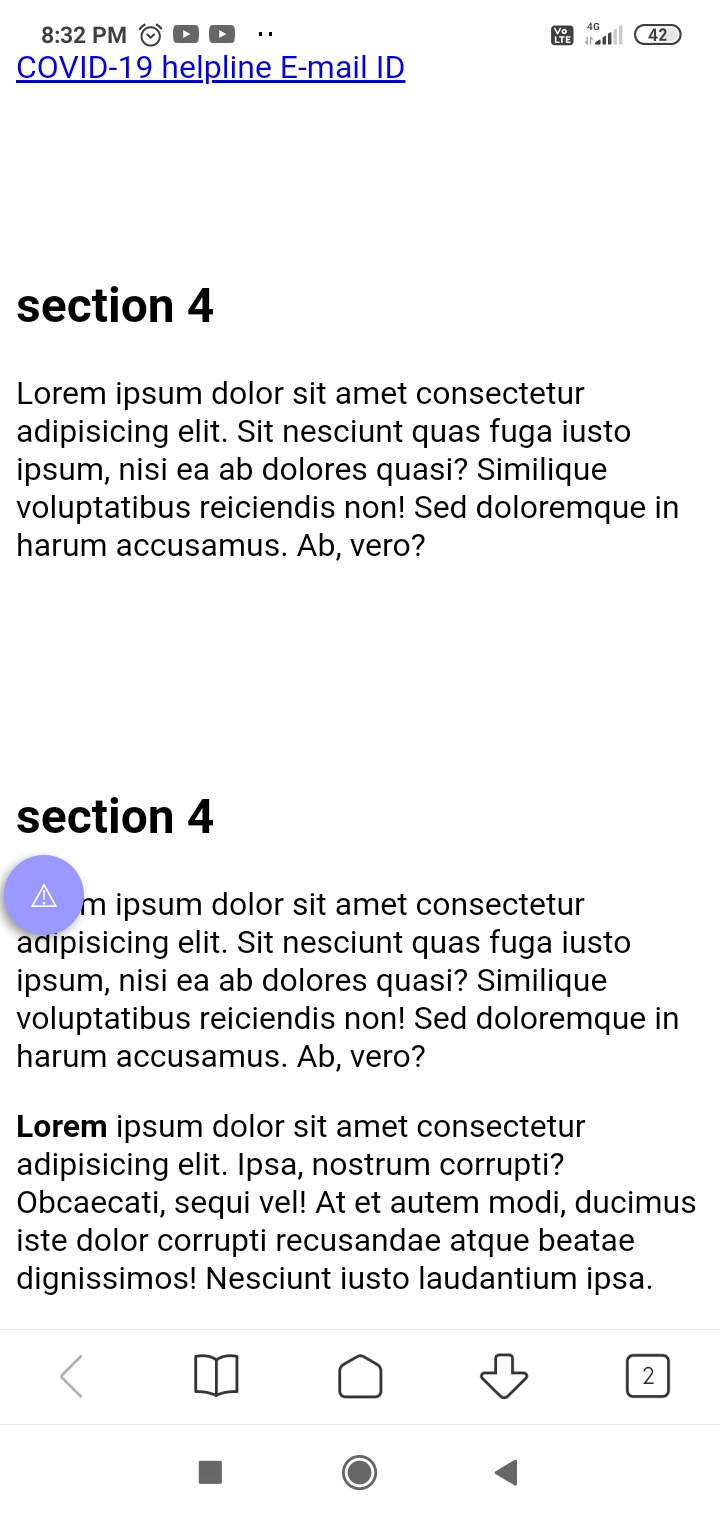 8:32 PM
Vo LTE 4G 42
COVID-19 helpline E-mail ID
section 4
Lorem ipsum dolor sit amet consectetur
adipisicing elit. Sit nesciunt quas fuga iusto
ipsum, nisi ea ab dolores quasi? Similique
voluptatibus reiciendis non! Sed doloremque in
harum accusamus. Ab, vero?
section 4
m ipsum dolor sit amet consectetur
adipisicing elit. Sit nesciunt quas fuga iusto
ipsum, nisi ea ab dolores quasi? Similique
voluptatibus reiciendis non! Sed doloremque in
harum accusamus. Ab, vero?
Lorem ipsum dolor sit amet consectetur
adipisicing elit. Ipsa, nostrum corrupti?
Obcaecati, sequi vel! At et autem modi, ducimus
iste dolor corrupti recusandae atque beatae
dignissimos! Nesciunt iusto laudantium ipsa.
2